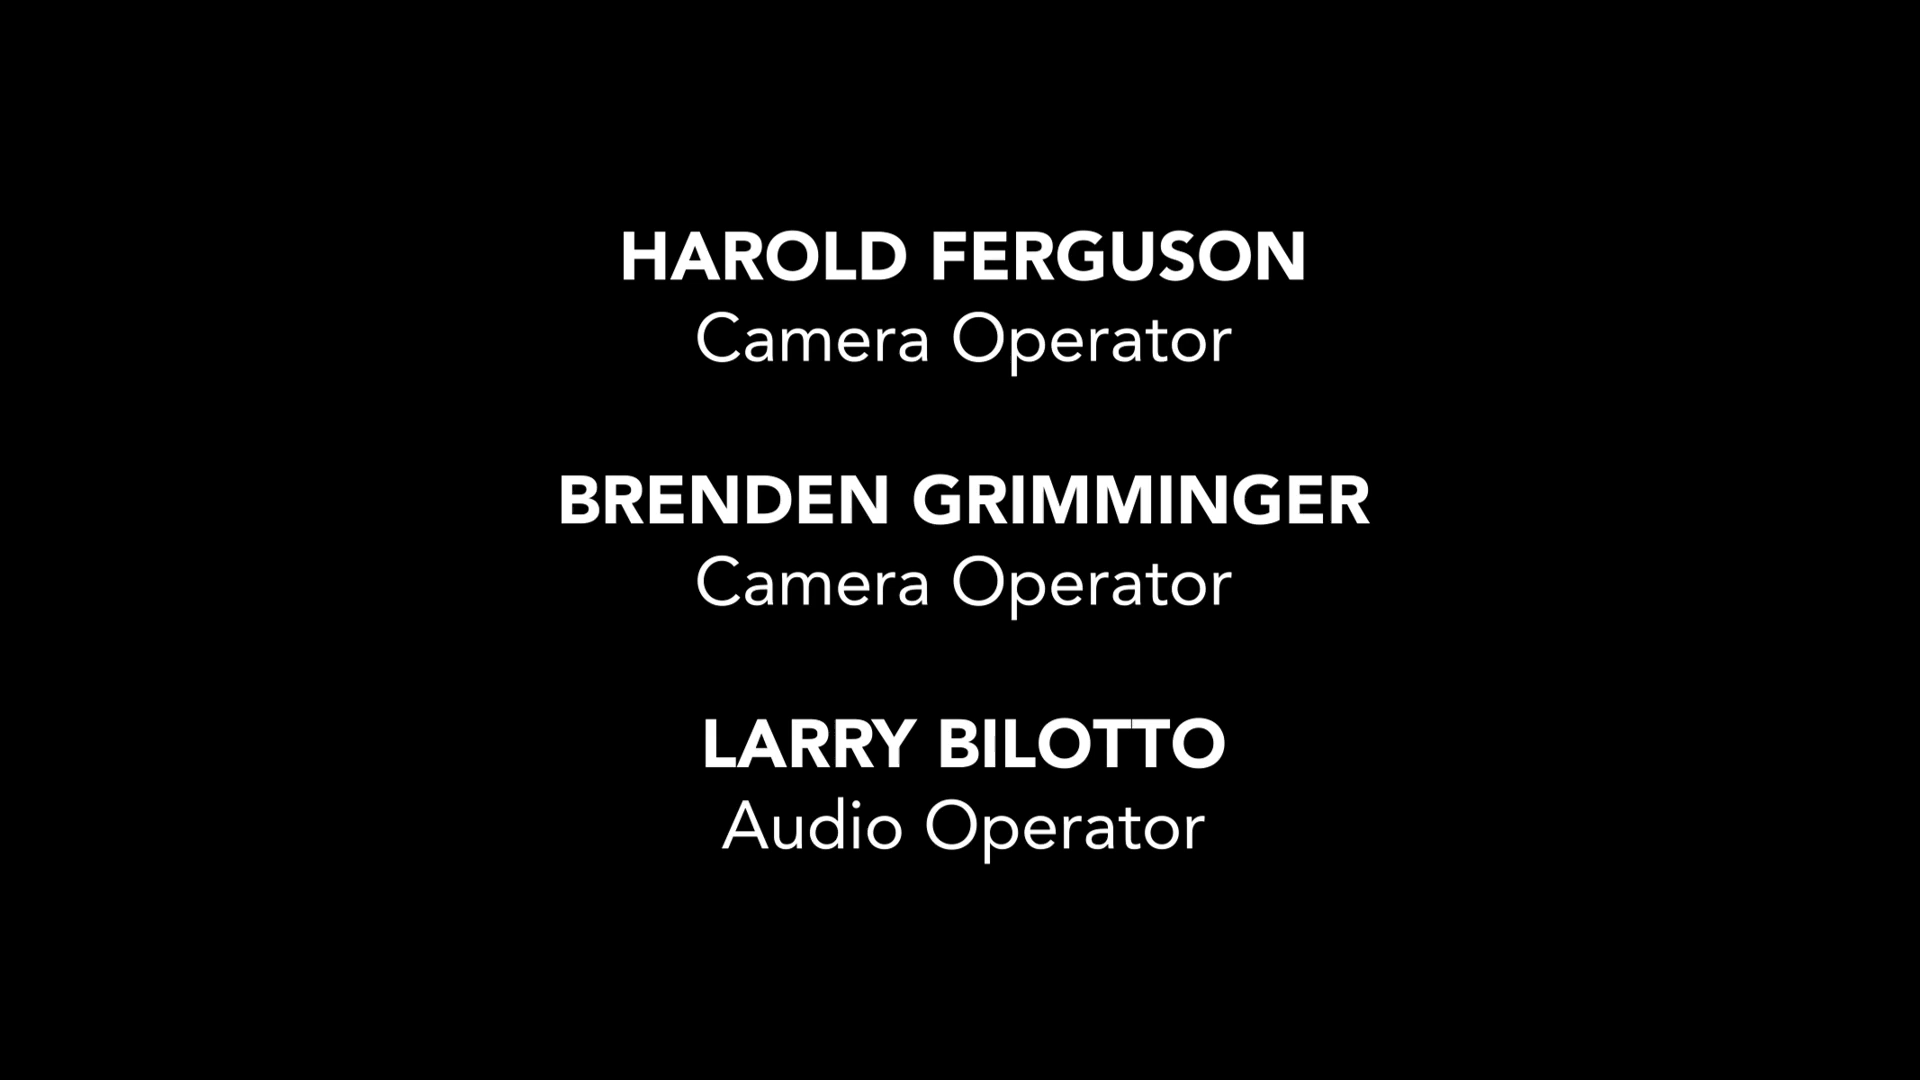 HAROLD FERGUSON
Camera Operator
BRENDEN GRIMMINGER
Camera Operator
LARRY BILOTTO
Audio Operator